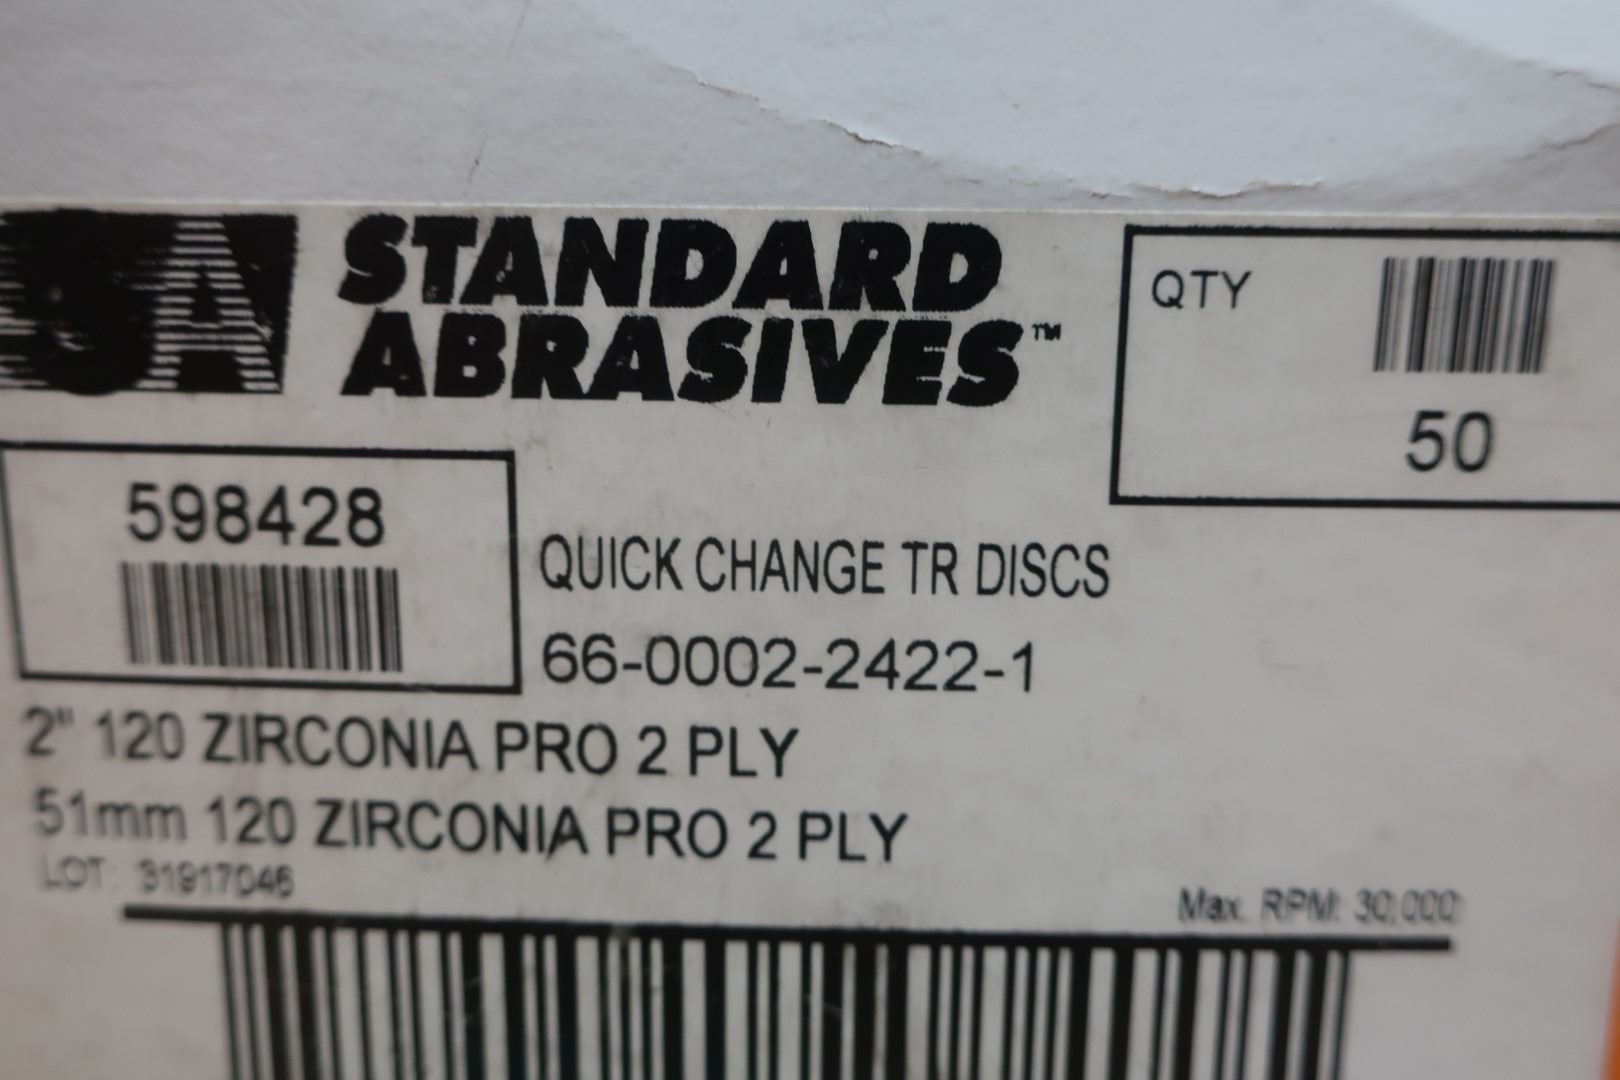 SA
STANDARD
ABRASIVES™
QTY
50
598428
QUICK CHANGE TR DISCS
66-0002-2422-1
2" 120 ZIRCONIA PRO 2 PLY
51mm 120 ZIRCONIA PRO 2 PLY
LOT: 31917046
Max. RPM: 30,000